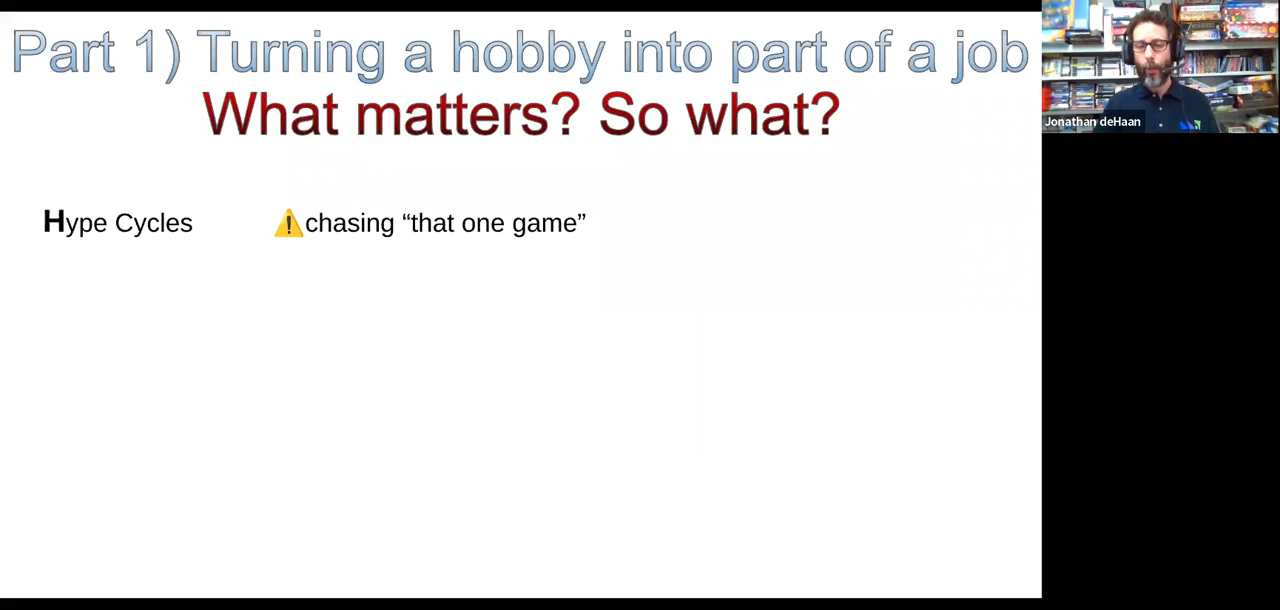 Part 1) Turning a hobby into part of a job
What matters? So what?
Hype Cycles ⚠️chasing “that one game”
Jonathan deHaan